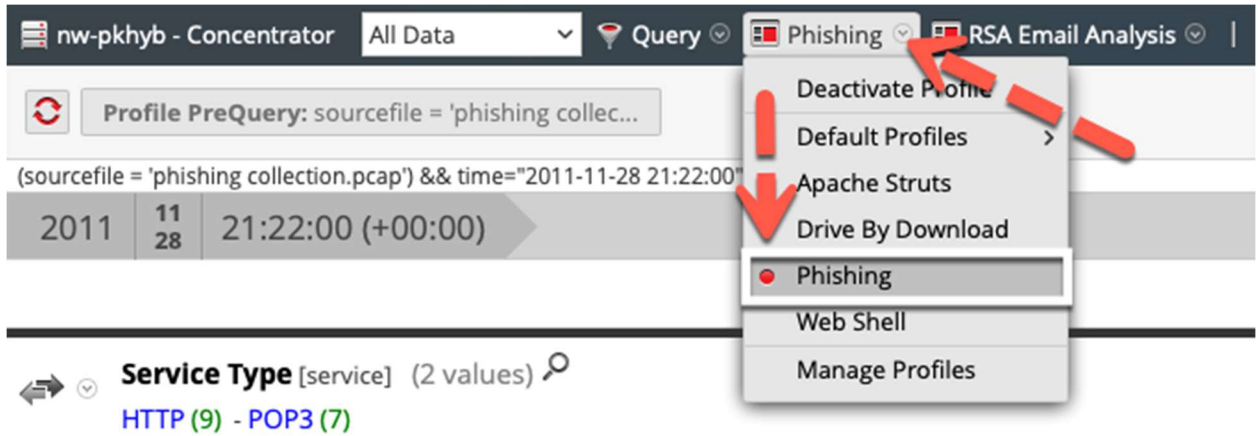 nw-pkhyb - Concentrator All Data Query Phishing RSA Email Analysis
Deactivate Profile
Profile PreQuery: sourcefile = 'phishing collec...
Default Profiles
(sourcefile = 'phishing collection.pcap') && time="2011-11-28 21:22:00"
Apache Struts
2011 11 28 21:22:00 (+00:00)
Drive By Download
Phishing
Web Shell
Manage Profiles
Service Type [service] (2 values)
HTTP (9) - POP3 (7)